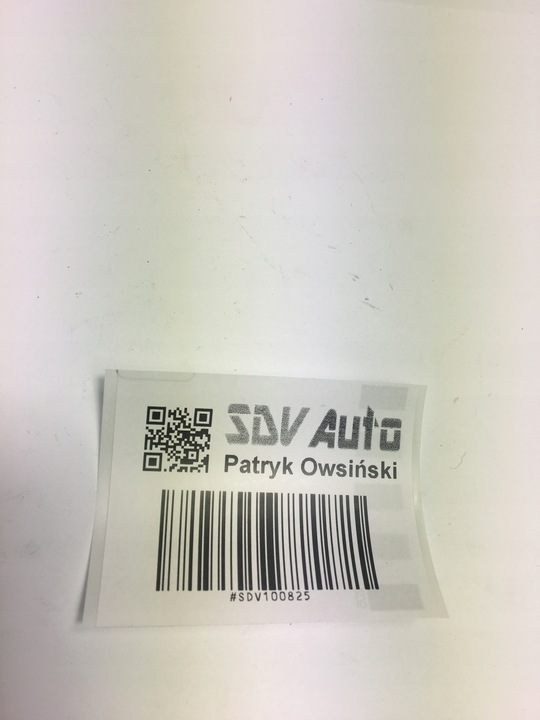 SDV Auto
Patryk Owsiński
#SDV100825